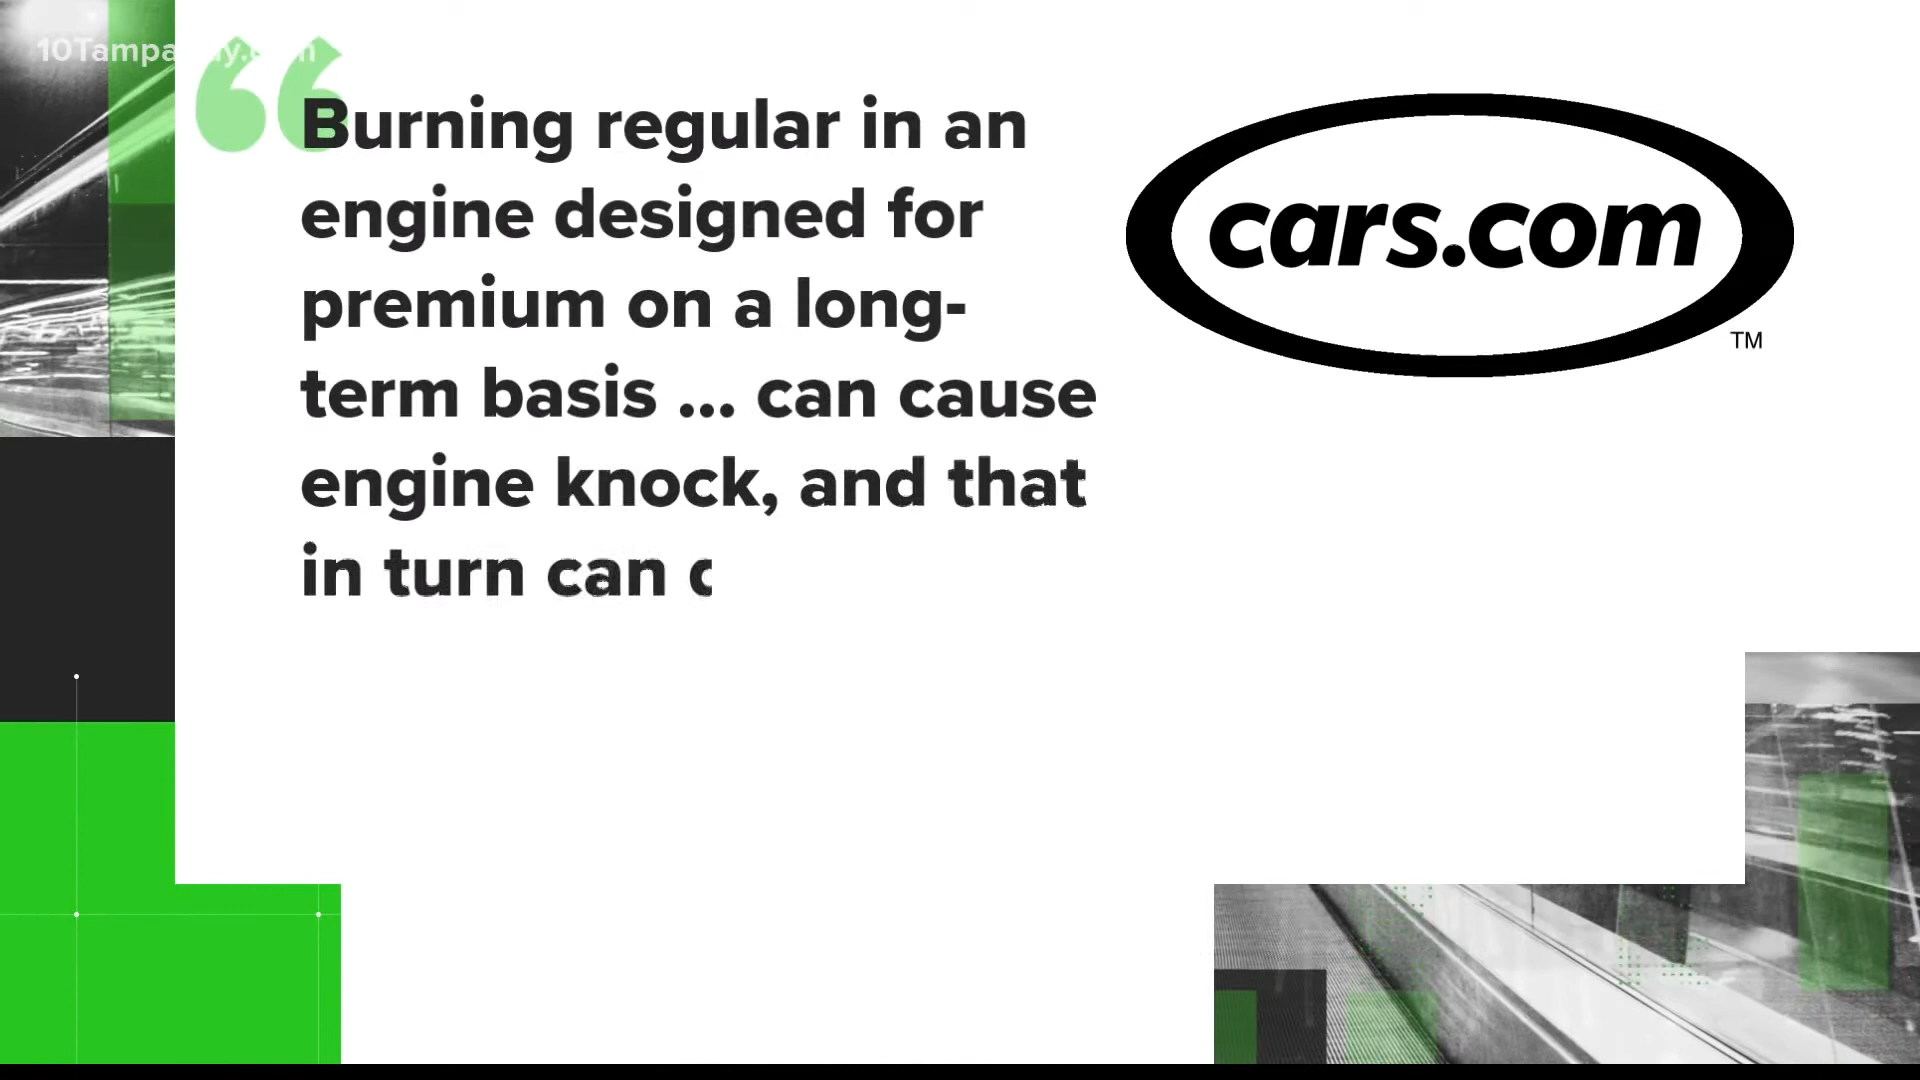 Burning regular in an
engine designed for
premium on a long-
term basis ... can cause
engine knock, and that
in turn can
cars.com
TM